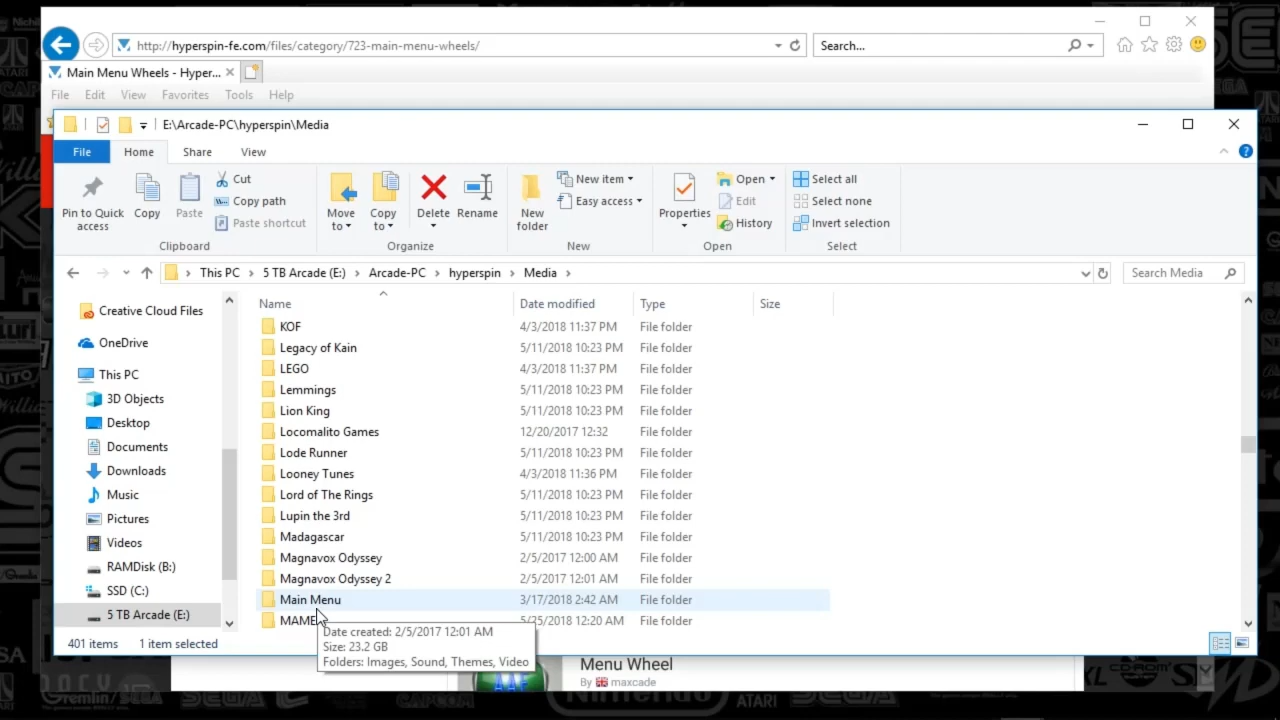 http://hyperspin-fe.com/files/category/723-main-menu-wheels/
Search...
Main Menu Wheels - Hyper...
File Edit View Favorites Tools Help
E:\Arcade-PC\hyperspin\Media
File Home Share View
Pin to Quick access
Copy
Paste
Cut
Copy path
Paste shortcut
Move to
Copy to
Delete
Rename
New folder
New item
Easy access
Properties
Open
Edit
History
Select all
Select none
Invert selection
Clipboard Organize New Open Select
This PC 5 TB Arcade (E:) Arcade-PC hyperspin Media
Search Media
Name Date modified Type Size
Creative Cloud Files
OneDrive
This PC
3D Objects
Desktop
Documents
Downloads
Music
Pictures
Videos
RAMDisk (B:)
SSD (C:)
5 TB Arcade (E:)
KOF 4/3/2018 11:37 PM File folder
Legacy of Kain 5/11/2018 10:23 PM File folder
LEGO 4/3/2018 11:37 PM File folder
Lemmings 5/11/2018 10:23 PM File folder
Lion King 5/11/2018 10:23 PM File folder
Locomalito Games 12/20/2017 12:32 File folder
Lode Runner 5/11/2018 10:23 PM File folder
Looney Tunes 4/3/2018 11:36 PM File folder
Lord of The Rings 5/11/2018 10:23 PM File folder
Lupin the 3rd 5/11/2018 10:23 PM File folder
Madagascar 5/11/2018 10:23 PM File folder
Magnavox Odyssey 2/5/2017 12:00 AM File folder
Magnavox Odyssey 2 2/5/2017 12:01 AM File folder
Main Menu 3/17/2018 2:42 AM File folder
MAME 5/25/2018 12:20 AM File folder
Date created: 2/5/2017 12:01 AM
Size: 23.2 GB
Folders: Images, Sound, Themes, Video
401 items 1 item selected
Menu Wheel
By maxcade
SEGA
CAPCOM
Nintendo
ATARI
SEGA